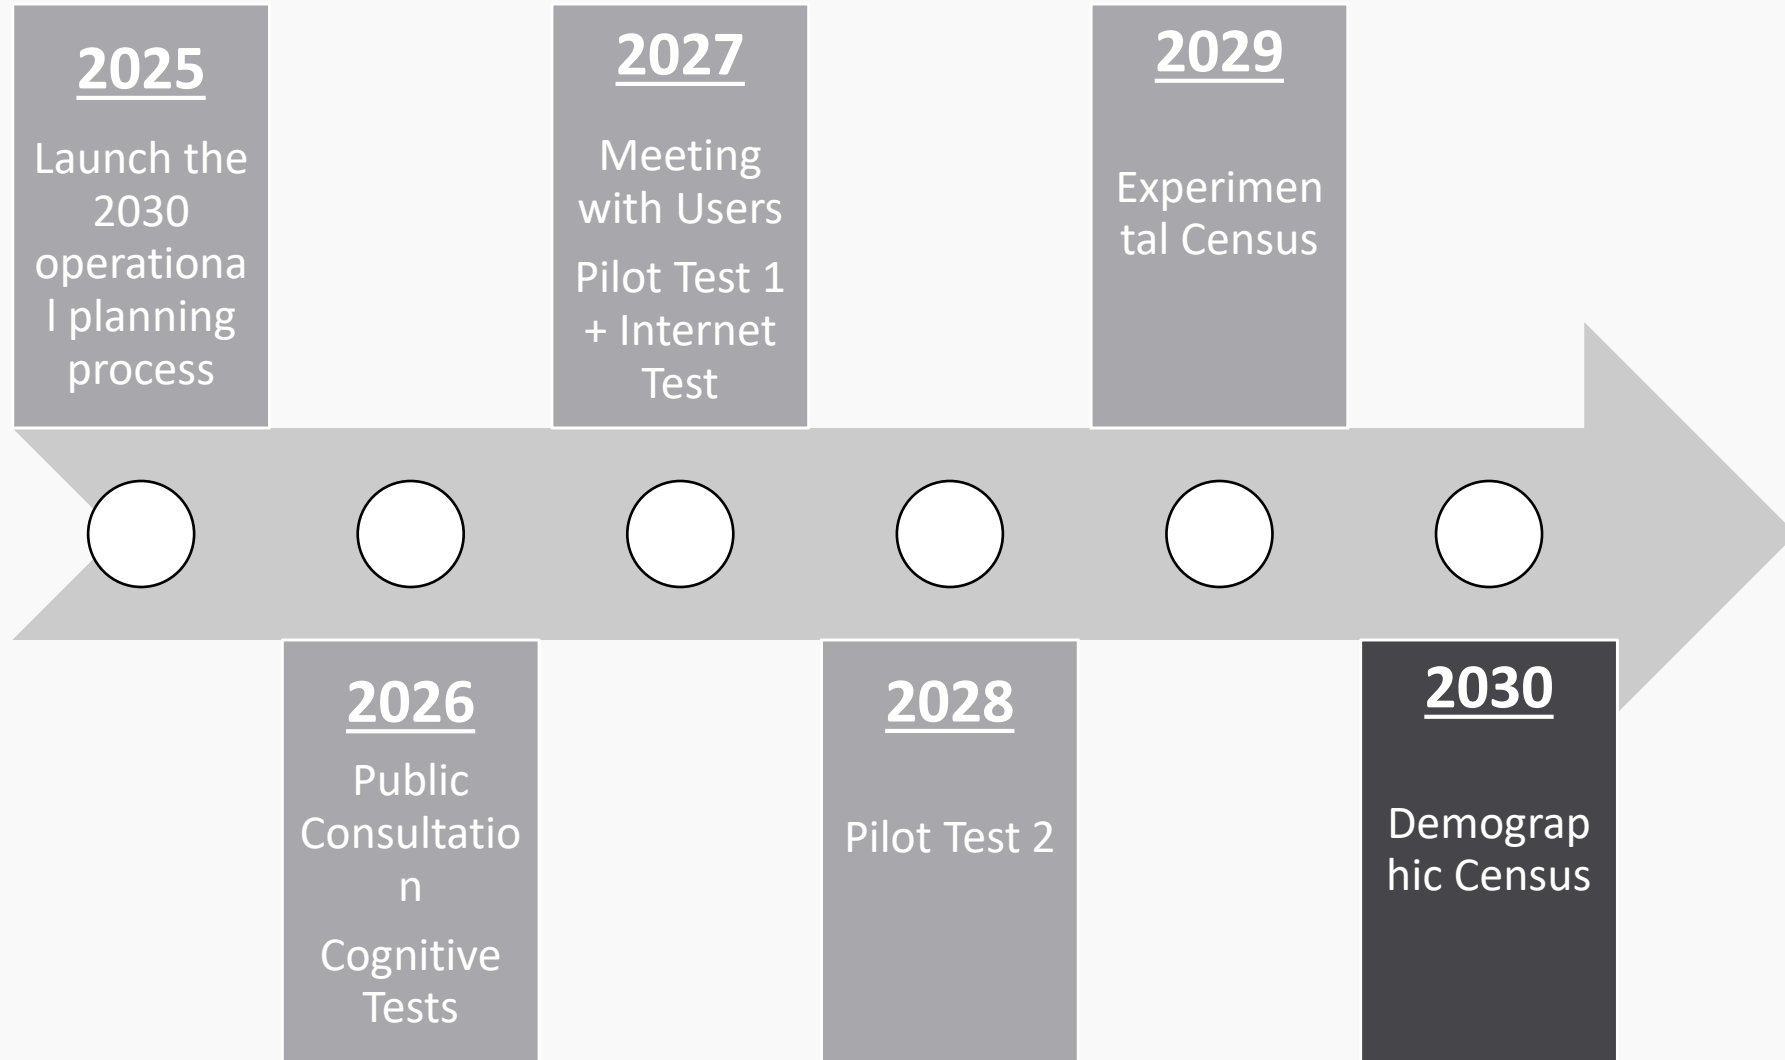 2025
Launch the
2030
operationa
l planning
process
2026
Public
Consultatio
n
Cognitive
Tests
2027
Meeting
with Users
Pilot Test 1
+ Internet
Test
2028
Pilot Test 2
2029
Experimen
tal Census
2030
Demograp
hic Census